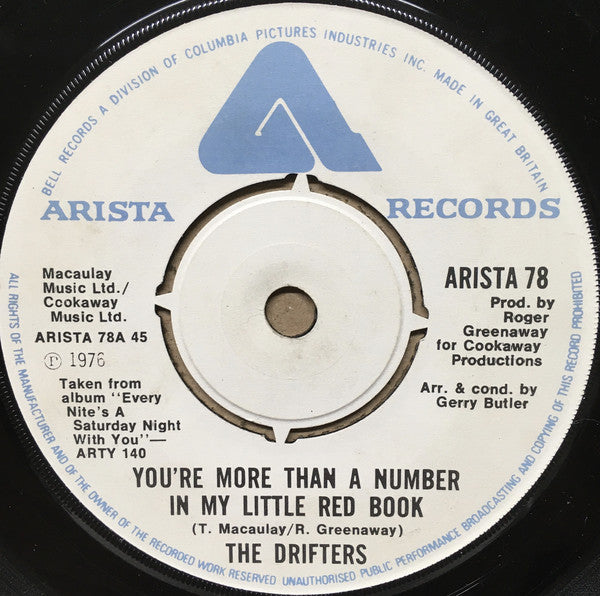 BELL RECORDS A DIVISION OF COLUMBIA PICTURES INDUSTRIES INC. MADE IN GREAT BRITAIN
ARISTA RECORDS
Macaulay
Music Ltd./
Cookaway
Music Ltd.
ARISTA 78A 45
℗ 1976
Taken from
album "Every
Nite's A
Saturday Night
With You"—
ARTY 140
ARISTA 78
Prod. by
Roger
Greenaway
for Cookaway
Productions
Arr. & cond. by
Gerry Butler
YOU'RE MORE THAN A NUMBER
IN MY LITTLE RED BOOK
(T. Macaulay/R. Greenaway)
THE DRIFTERS
ALL RIGHTS OF THE MANUFACTURER AND OF THE OWNER OF THE RECORDED WORK RESERVED UNAUTHORISED PUBLIC PERFORMANCE BROADCASTING AND COPYING OF THIS RECORD PROHIBITED